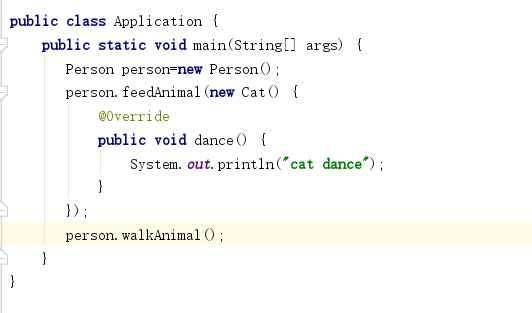 public class Application {
    public static void main(String[] args) {
        Person person=new Person();
        person.feedAnimal(new Cat() {
            @Override
            public void dance() {
                System.out.println("cat dance");
            }
        });
        person.walkAnimal();
    }
}